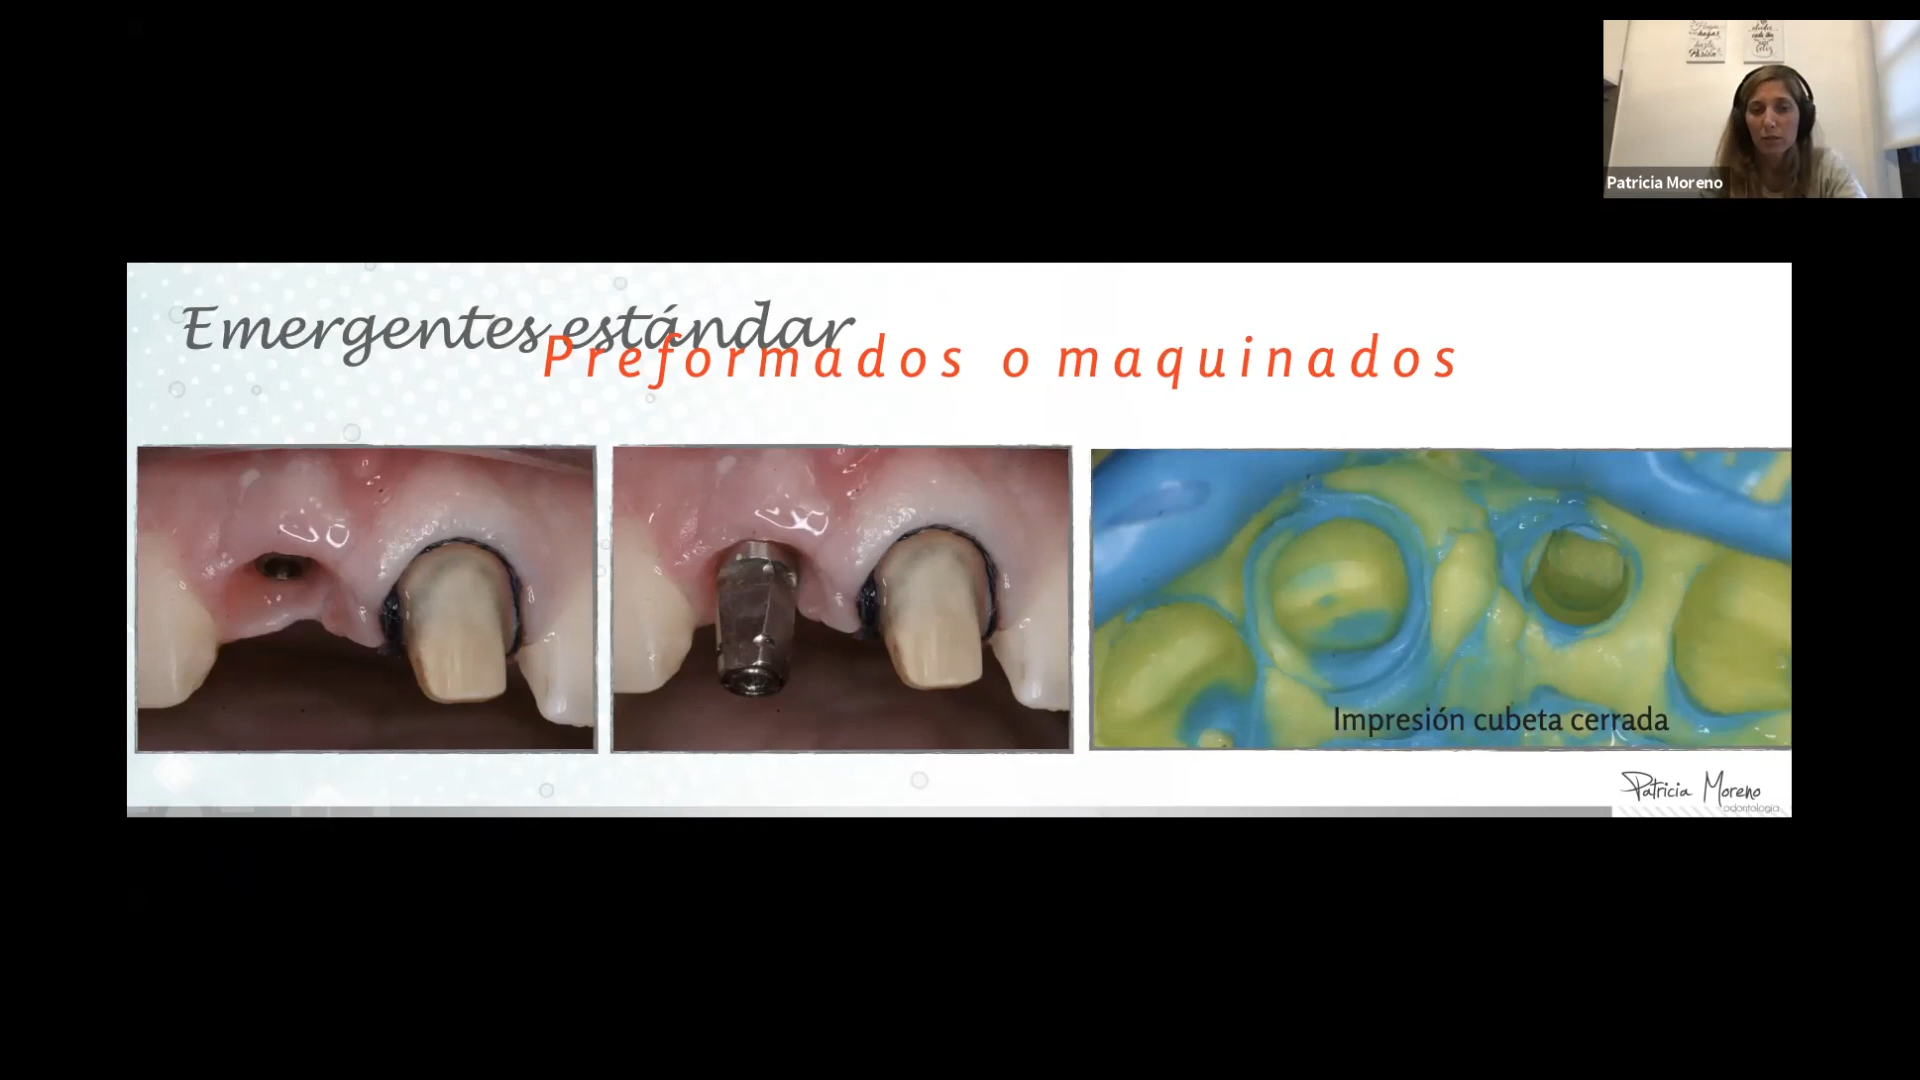 Patricia Moreno
Emergentes estándar
Preformados o maquinados
Impresión cubeta cerrada
Patricia Moreno
odontología